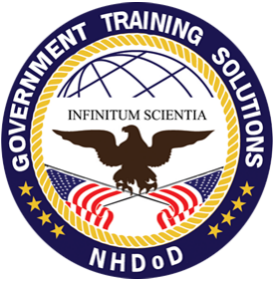 GOVERNMENT TRAINING SOLUTIONS
INFINITUM SCIENTIA
NHDoD